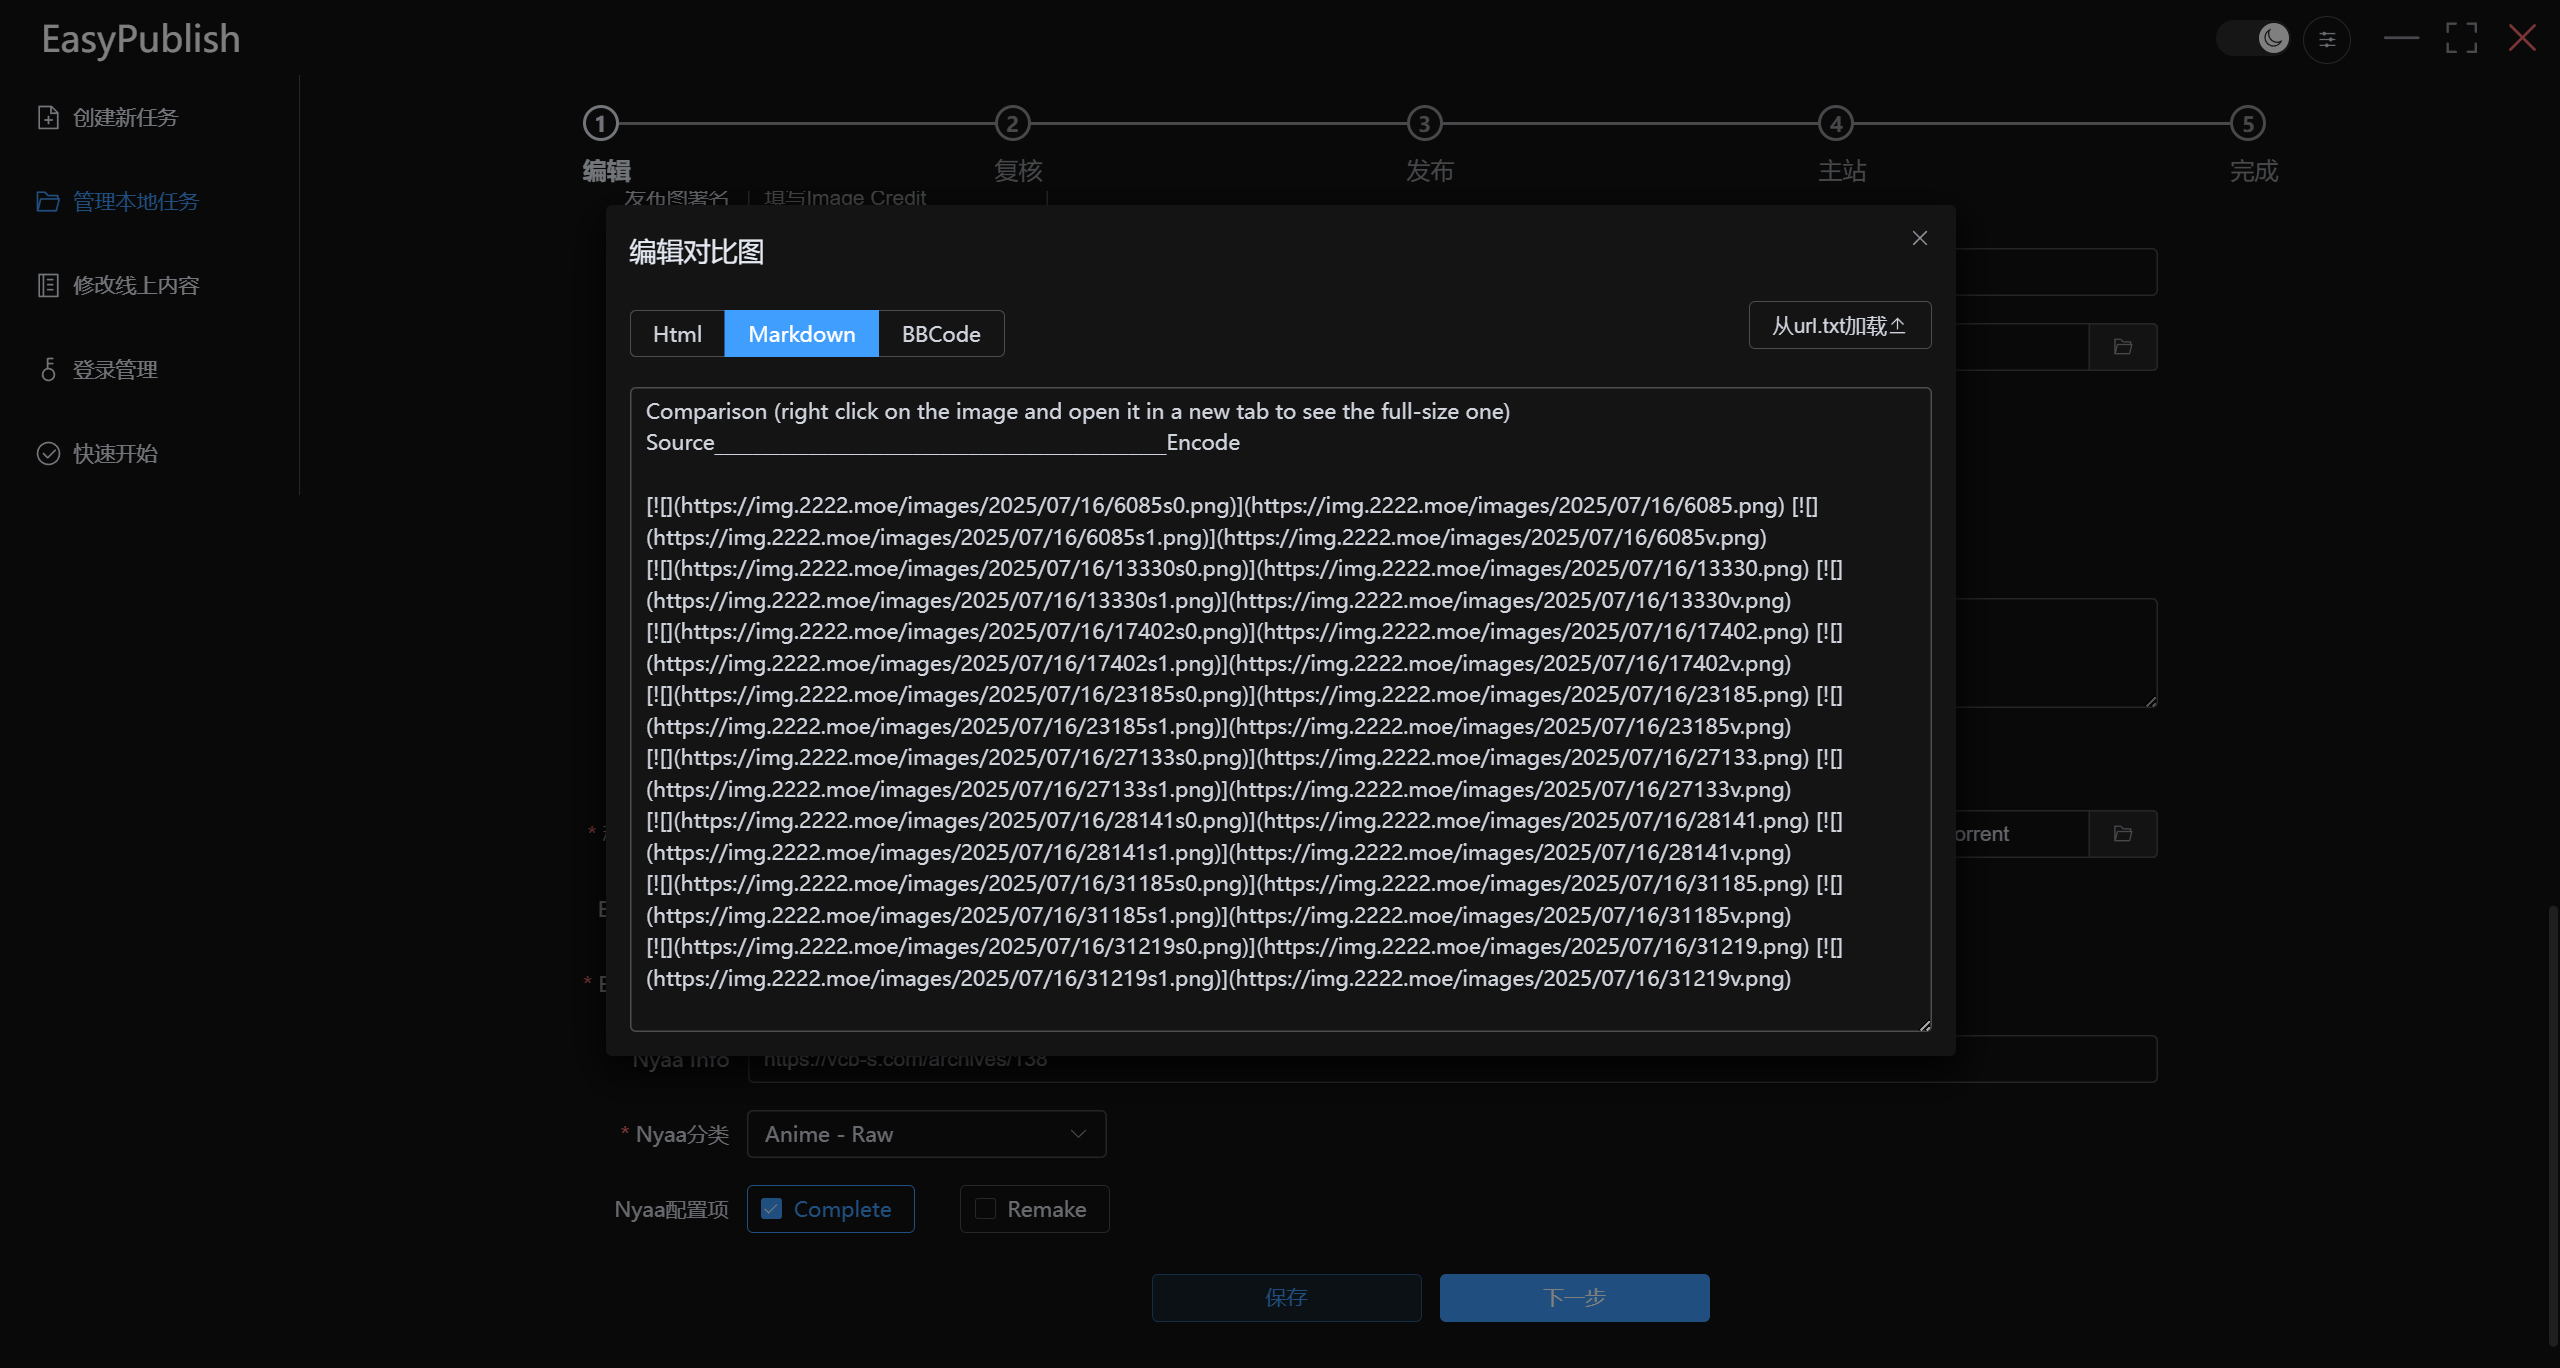 EasyPublish
创建新任务
管理本地任务
修改线上内容
登录管理
快速开始
1 2 3 4 5
编辑 复核 发布 主站 完成
发布图署名 填写Image Credit
编辑对比图
Html Markdown BBCode
从url.txt加载
Comparison (right click on the image and open it in a new tab to see the full-size one)
Source_________________________________________Encode
[![](https://img.2222.moe/images/2025/07/16/6085s0.png)](https://img.2222.moe/images/2025/07/16/6085.png) [![]
(https://img.2222.moe/images/2025/07/16/6085s1.png)](https://img.2222.moe/images/2025/07/16/6085v.png)
[![](https://img.2222.moe/images/2025/07/16/13330s0.png)](https://img.2222.moe/images/2025/07/16/13330.png) [![]
(https://img.2222.moe/images/2025/07/16/13330s1.png)](https://img.2222.moe/images/2025/07/16/13330v.png)
[![](https://img.2222.moe/images/2025/07/16/17402s0.png)](https://img.2222.moe/images/2025/07/16/17402.png) [![]
(https://img.2222.moe/images/2025/07/16/17402s1.png)](https://img.2222.moe/images/2025/07/16/17402v.png)
[![](https://img.2222.moe/images/2025/07/16/23185s0.png)](https://img.2222.moe/images/2025/07/16/23185.png) [![]
(https://img.2222.moe/images/2025/07/16/23185s1.png)](https://img.2222.moe/images/2025/07/16/23185v.png)
[![](https://img.2222.moe/images/2025/07/16/27133s0.png)](https://img.2222.moe/images/2025/07/16/27133.png) [![]
(https://img.2222.moe/images/2025/07/16/27133s1.png)](https://img.2222.moe/images/2025/07/16/27133v.png)
[![](https://img.2222.moe/images/2025/07/16/28141s0.png)](https://img.2222.moe/images/2025/07/16/28141.png) [![]
(https://img.2222.moe/images/2025/07/16/28141s1.png)](https://img.2222.moe/images/2025/07/16/28141v.png)
[![](https://img.2222.moe/images/2025/07/16/31185s0.png)](https://img.2222.moe/images/2025/07/16/31185.png) [![]
(https://img.2222.moe/images/2025/07/16/31185s1.png)](https://img.2222.moe/images/2025/07/16/31185v.png)
[![](https://img.2222.moe/images/2025/07/16/31219s0.png)](https://img.2222.moe/images/2025/07/16/31219.png) [![]
(https://img.2222.moe/images/2025/07/16/31219s1.png)](https://img.2222.moe/images/2025/07/16/31219v.png)
orrent
Nyaa Info https://vcb-s.com/archives/138
* Nyaa分类 Anime - Raw
Nyaa配置项 Complete Remake
保存 下一步